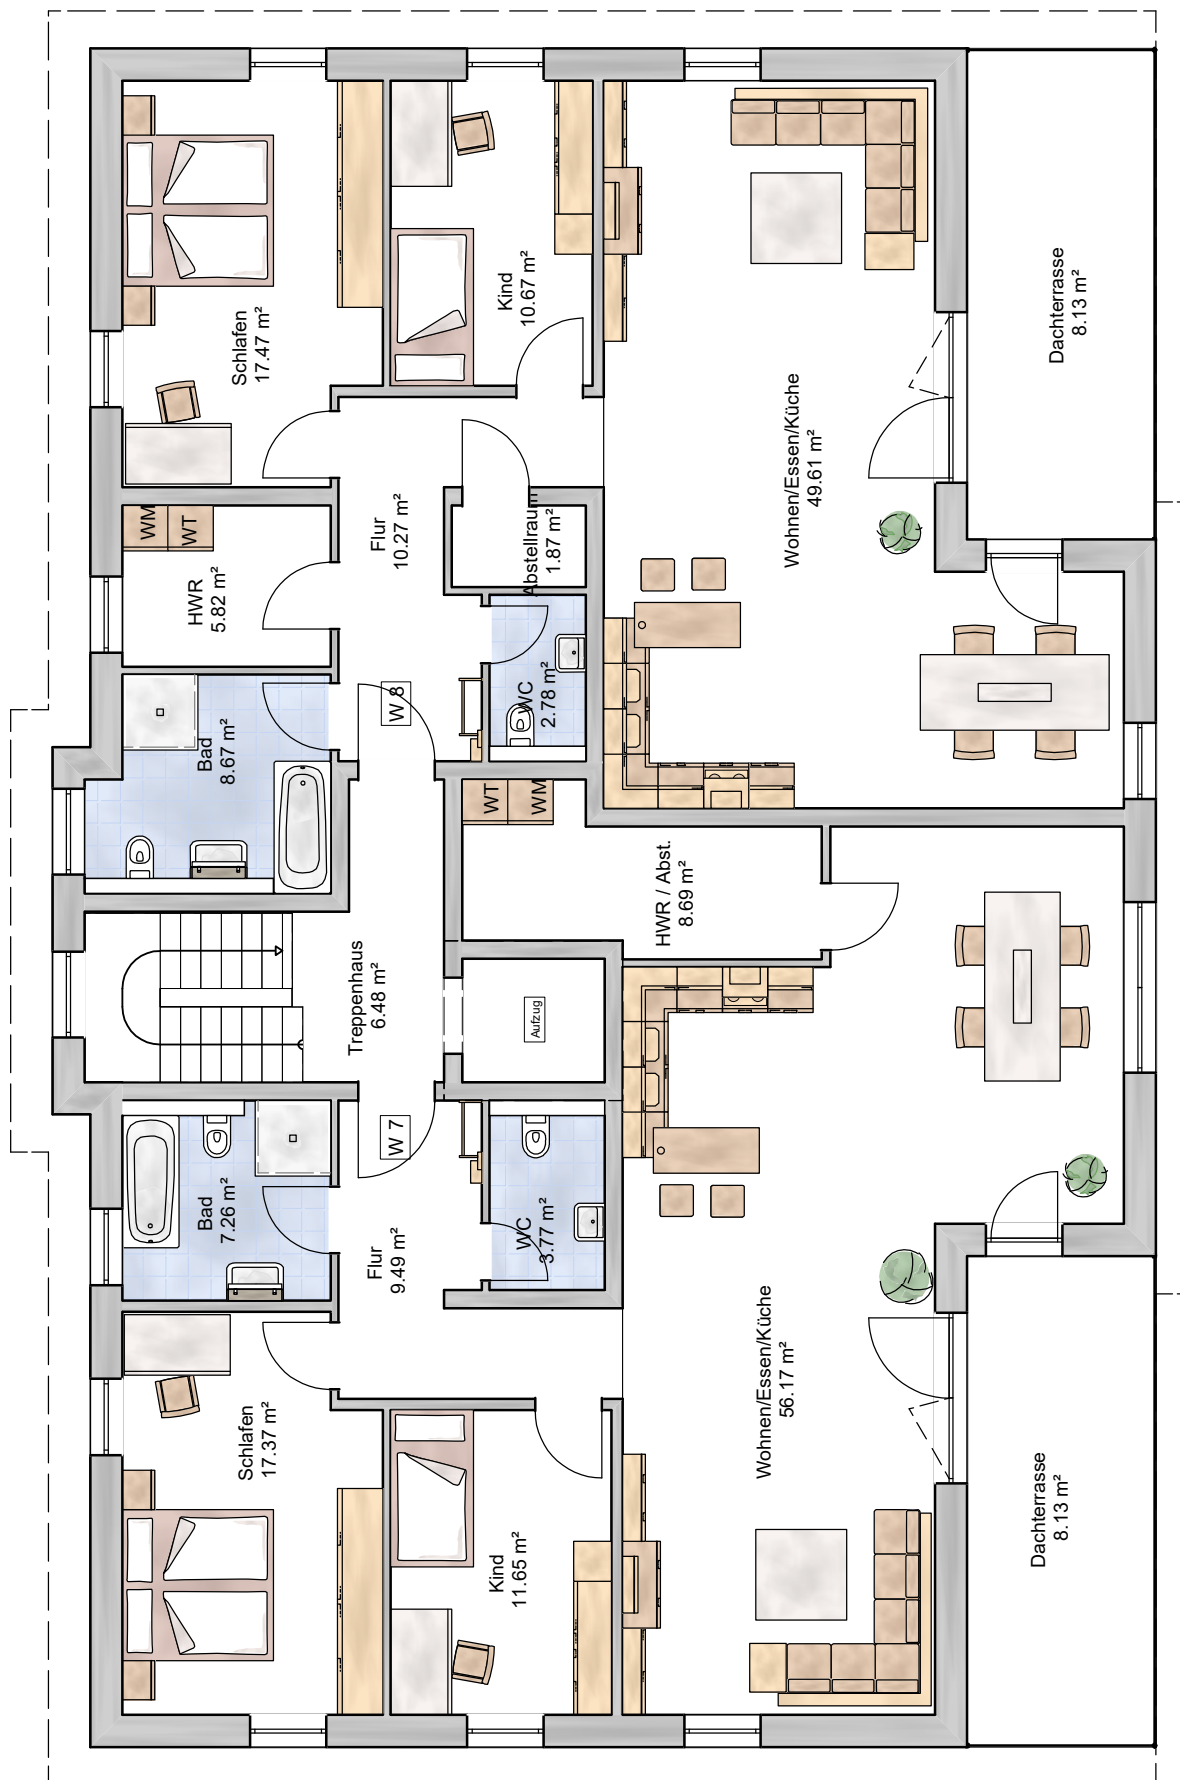 Schlafen
17.47 m²
Kind
10.67 m²
Dachterrasse
8.13 m²
Wohnen/Essen/Küche
49.61 m²
WM
WT
HWR
5.82 m²
Flur
10.27 m²
Abstellraum
1.87 m²
W 8
WC
2.78 m²
Bad
8.67 m²
WT
WM
HWR / Abst.
8.69 m²
Treppenhaus
6.48 m²
Aufzug
W 7
Bad
7.26 m²
Flur
9.49 m²
WC
3.77 m²
Wohnen/Essen/Küche
56.17 m²
Schlafen
17.37 m²
Kind
11.65 m²
Dachterrasse
8.13 m²